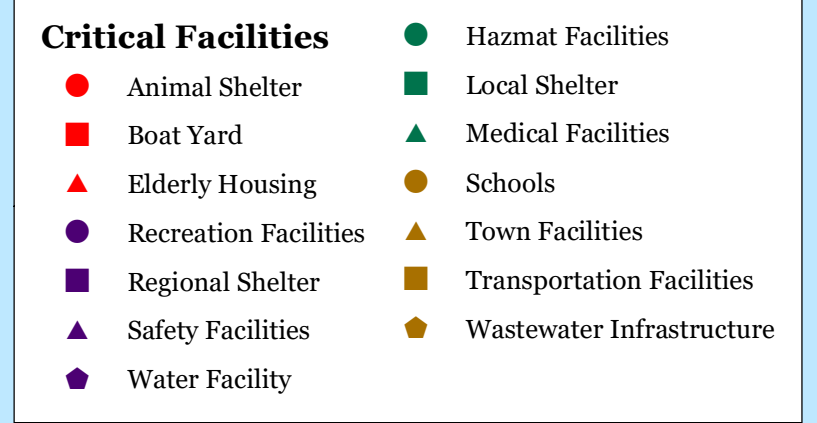 Critical Facilities
Animal Shelter
Boat Yard
Elderly Housing
Recreation Facilities
Regional Shelter
Safety Facilities
Water Facility
Hazmat Facilities
Local Shelter
Medical Facilities
Schools
Town Facilities
Transportation Facilities
Wastewater Infrastructure